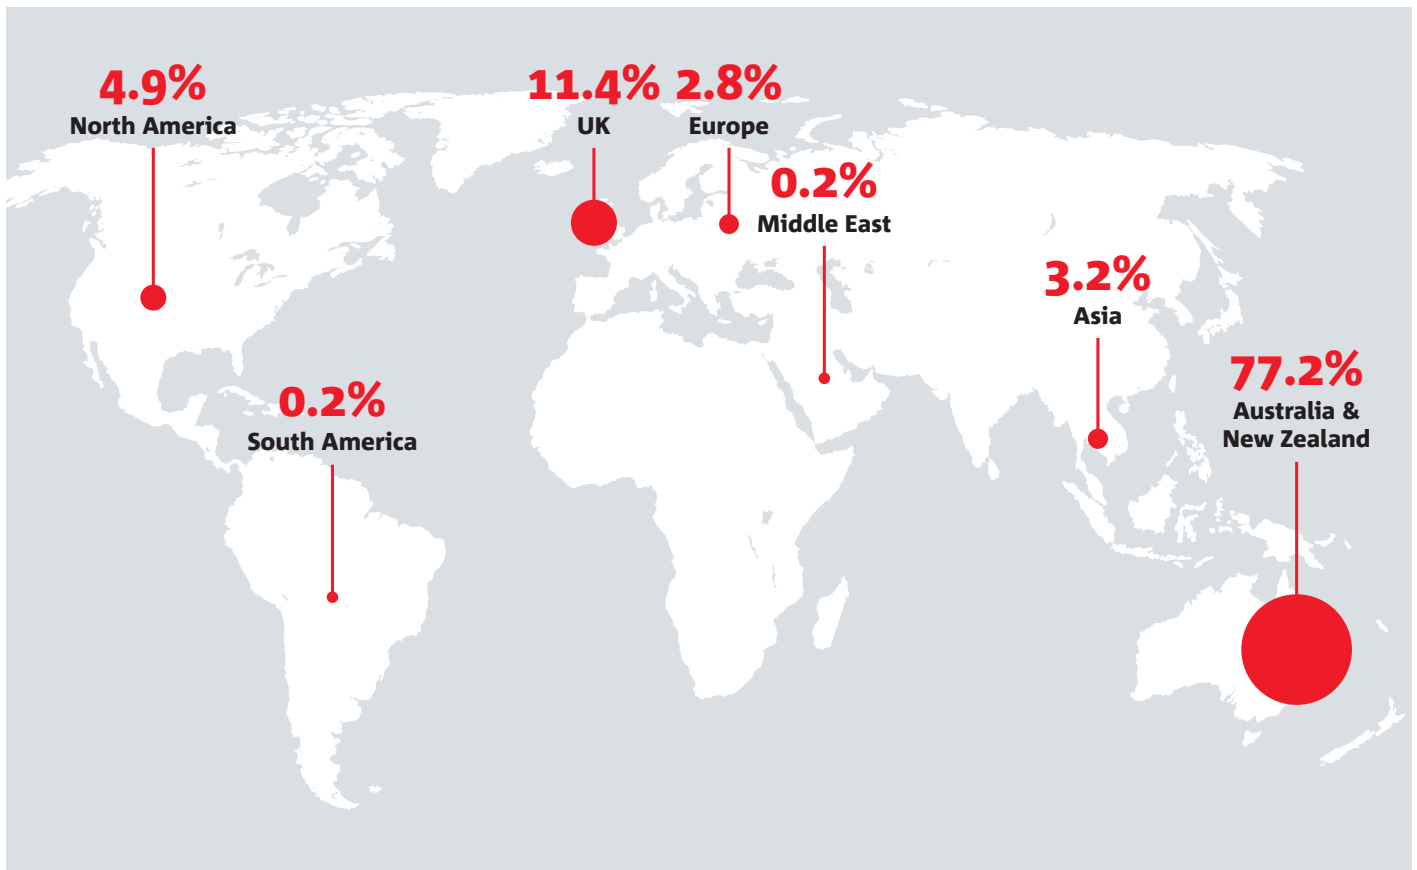 4.9%
North America
11.4%
UK
2.8%
Europe
0.2%
Middle East
3.2%
Asia
77.2%
Australia &
New Zealand
0.2%
South America